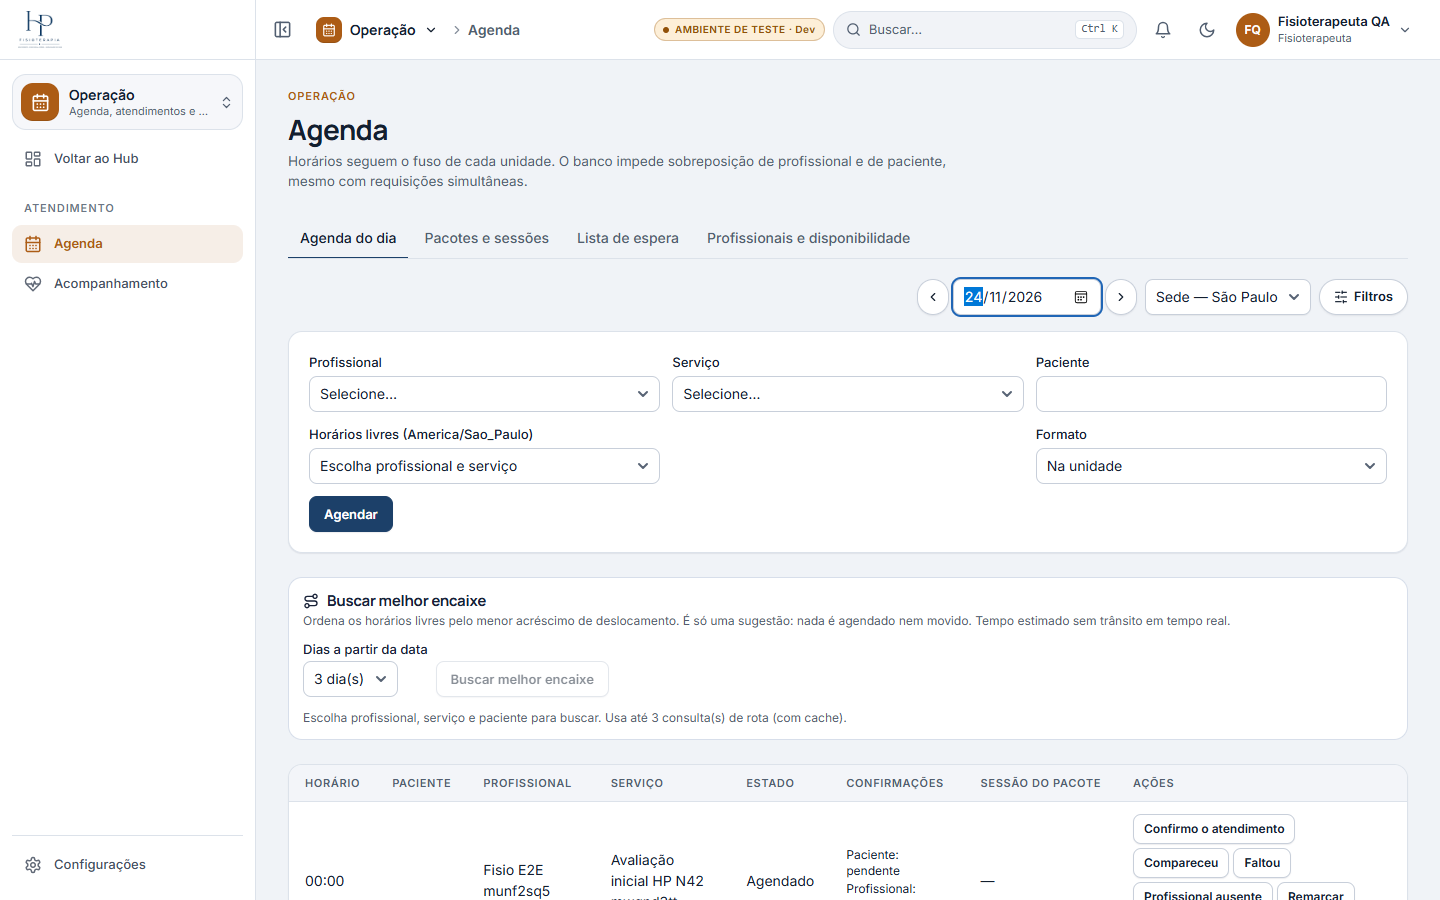 hp
FISIOTERAPIA
Operação
Agenda
AMBIENTE DE TESTE · Dev
Buscar...
Ctrl K
FQ
Fisioterapeuta QA
Fisioterapeuta
Operação
Agenda, atendimentos e ...
Voltar ao Hub
ATENDIMENTO
Agenda
Acompanhamento
Configurações
OPERAÇÃO
Agenda
Horários seguem o fuso de cada unidade. O banco impede sobreposição de profissional e de paciente,
mesmo com requisições simultâneas.
Agenda do dia
Pacotes e sessões
Lista de espera
Profissionais e disponibilidade
24/11/2026
Sede — São Paulo
Filtros
Profissional
Serviço
Paciente
Selecione...
Selecione...
Horários livres (America/Sao_Paulo)
Formato
Escolha profissional e serviço
Na unidade
Agendar
Buscar melhor encaixe
Ordena os horários livres pelo menor acréscimo de deslocamento. É só uma sugestão: nada é agendado nem movido. Tempo estimado sem trânsito em tempo real.
Dias a partir da data
3 dia(s)
Buscar melhor encaixe
Escolha profissional, serviço e paciente para buscar. Usa até 3 consulta(s) de rota (com cache).
HORÁRIO PACIENTE PROFISSIONAL SERVIÇO ESTADO CONFIRMAÇÕES SESSÃO DO PACOTE AÇÕES
00:00
Fisio E2E
munf2sq5
Avaliação
inicial HP N42
Agendado
Paciente:
pendente
Profissional:
—
Confirmo o atendimento
Compareceu
Faltou
Profissional ausente
Remarcar